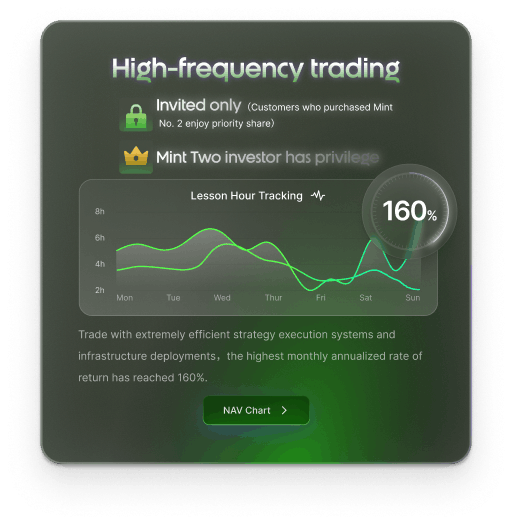 High-frequency trading
Invited only（Customers who purchased Mint
No. 2 enjoy priority share）
Mint Two investor has privilege
Lesson Hour Tracking
160%
8h
6h
4h
2h
Mon Tue Wed Thur Fri Sat Sun
Trade with extremely efficient strategy execution systems and
infrastructure deployments，the highest monthly annualized rate of
return has reached 160%.
NAV Chart